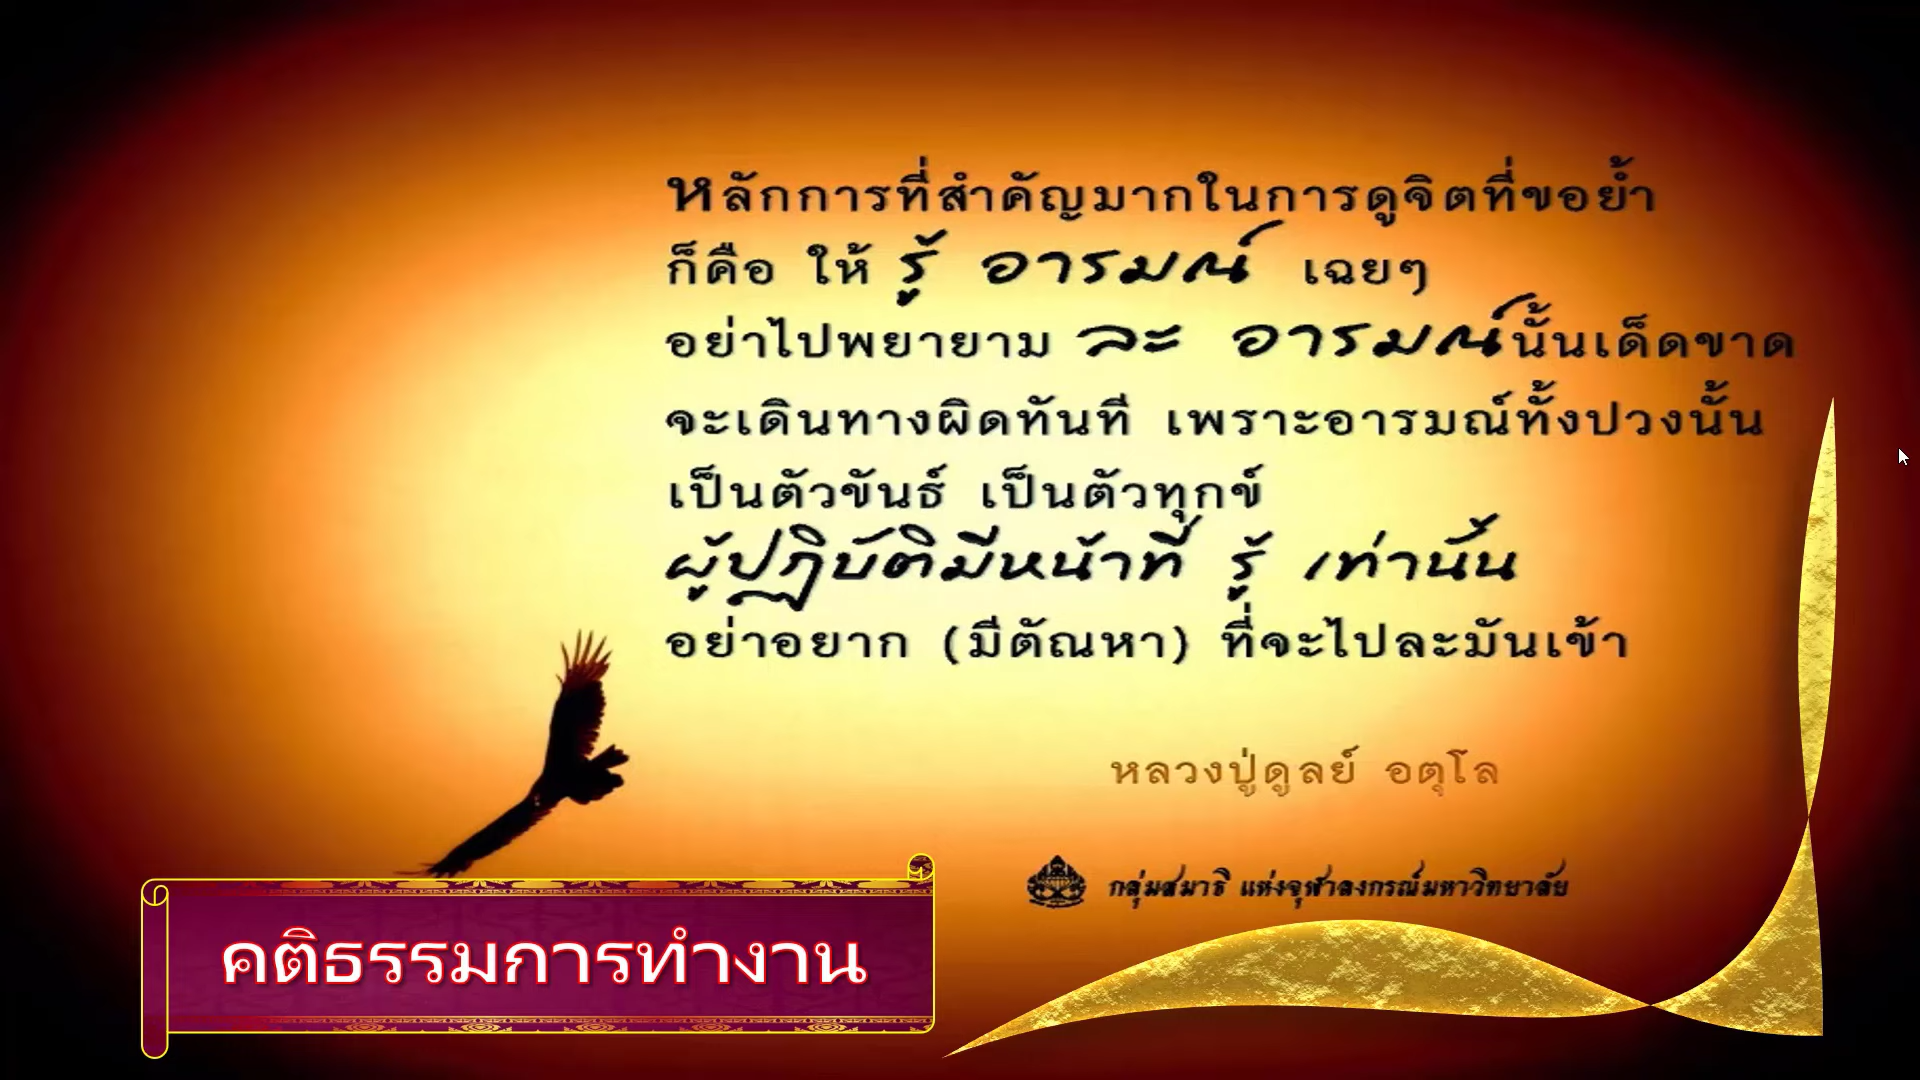 หลักการที่สำคัญมากในการดูจิตที่ขอย้ำ
ก็คือ ให้ รู้ อารมณ์ เฉยๆ
อย่าไปพยายาม ละ อารมณ์นั้นเด็ดขาด
จะเดินทางผิดทันที เพราะอารมณ์ทั้งปวงนั้น
เป็นตัวขันธ์ เป็นตัวทุกข์
ผู้ปฏิบัติมีหน้าที่ รู้ เท่านั้น
อย่าอยาก (มีตัณหา) ที่จะไปละมันเข้า
หลวงปู่ดูลย์ อตุโล
กลุ่มสมาธิ แห่งจุฬาลงกรณ์มหาวิทยาลัย
คติธรรมการทำงาน